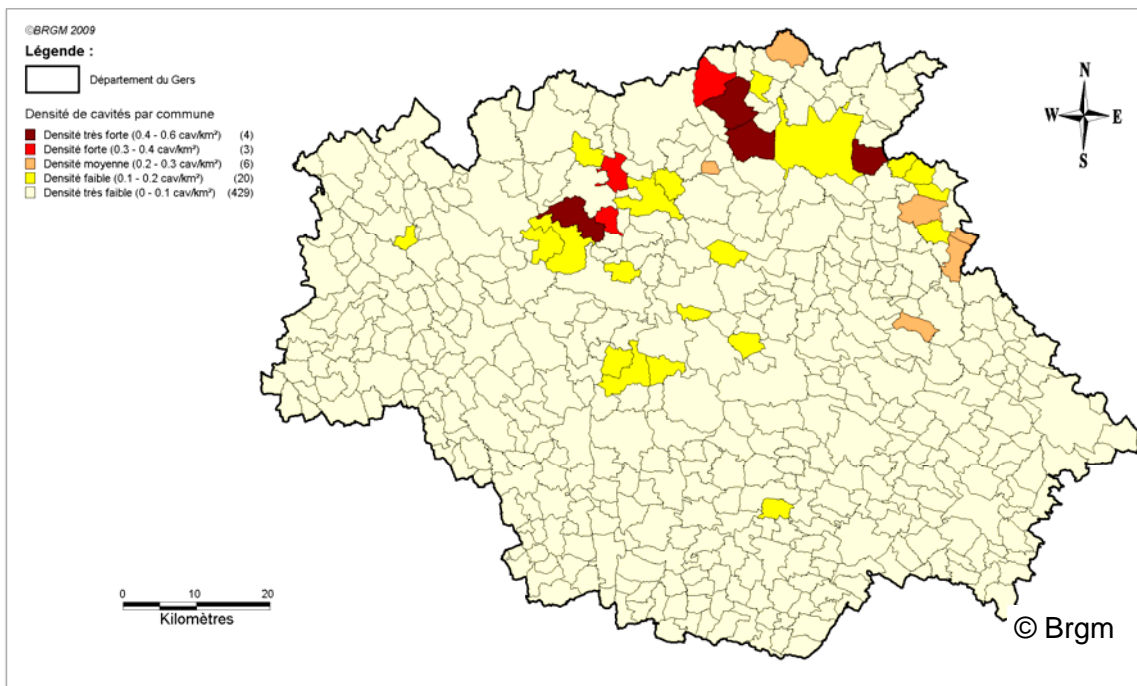 ©BRGM 2009
Légende :
Département du Gers
Densité de cavités par commune
Densité très forte (0.4 - 0.6 cav/km²) (4)
Densité forte (0.3 - 0.4 cav/km²) (3)
Densité moyenne (0.2 - 0.3 cav/km²) (6)
Densité faible (0.1 - 0.2 cav/km²) (20)
Densité très faible (0 - 0.1 cav/km²) (429)
N
W E
S
0 10 20
Kilomètres
© Brgm